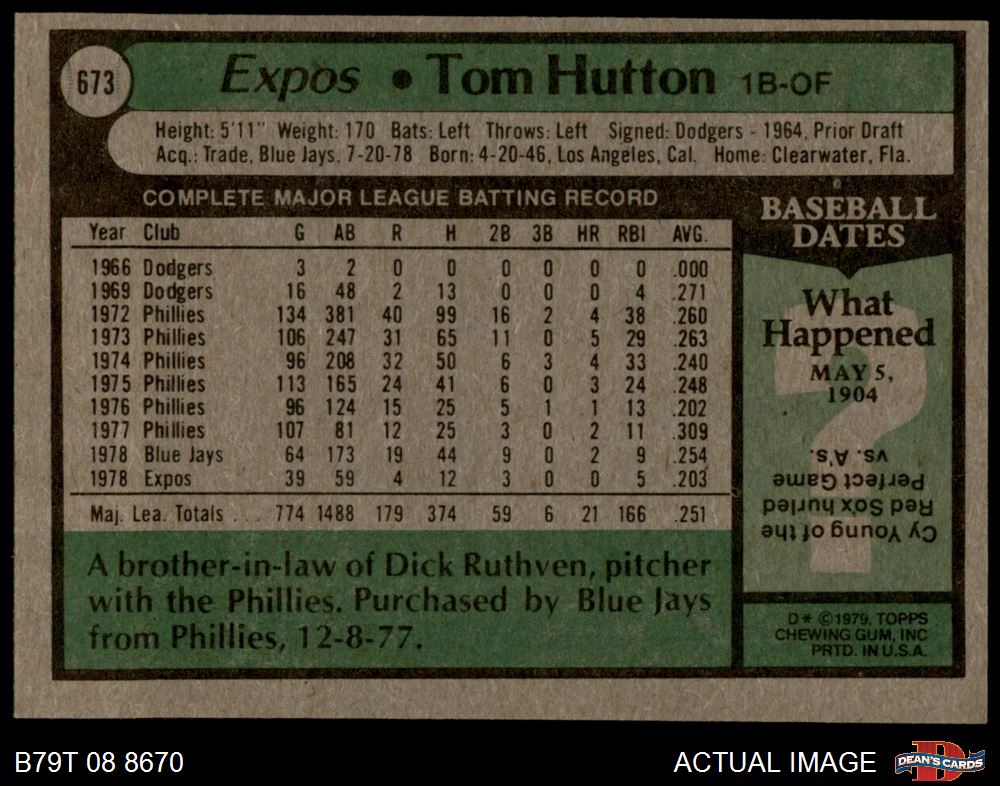 673
Expos • Tom Hutton 1B-OF
Height: 5'11" Weight: 170 Bats: Left Throws: Left Signed: Dodgers - 1964, Prior Draft
Acq.: Trade, Blue Jays, 7-20-78 Born: 4-20-46, Los Angeles, Cal. Home: Clearwater, Fla.
COMPLETE MAJOR LEAGUE BATTING RECORD
Year Club G AB R H 2B 3B HR RBI AVG.
1966 Dodgers 3 2 0 0 0 0 0 0 .000
1969 Dodgers 16 48 2 13 0 0 0 4 .271
1972 Phillies 134 381 40 99 16 2 4 38 .260
1973 Phillies 106 247 31 65 11 0 5 29 .263
1974 Phillies 96 208 32 50 6 3 4 33 .240
1975 Phillies 113 165 24 41 6 0 3 24 .248
1976 Phillies 96 124 15 25 5 1 1 13 .202
1977 Phillies 107 81 12 25 3 0 2 11 .309
1978 Blue Jays 64 173 19 44 9 0 2 9 .254
1978 Expos 39 59 4 12 3 0 0 5 .203
Maj. Lea. Totals ... 774 1488 179 374 59 6 21 166 .251
A brother-in-law of Dick Ruthven, pitcher
with the Phillies. Purchased by Blue Jays
from Phillies, 12-8-77.
BASEBALL
DATES
What
Happened
MAY 5,
1904
?
Cy Young of the
Red Sox hurled
Perfect Game
vs. A's.
D* ©1979, TOPPS
CHEWING GUM, INC
PRTD. IN U.S.A.
B79T 08 8670
ACTUAL IMAGE
D
DEAN'S CARDS